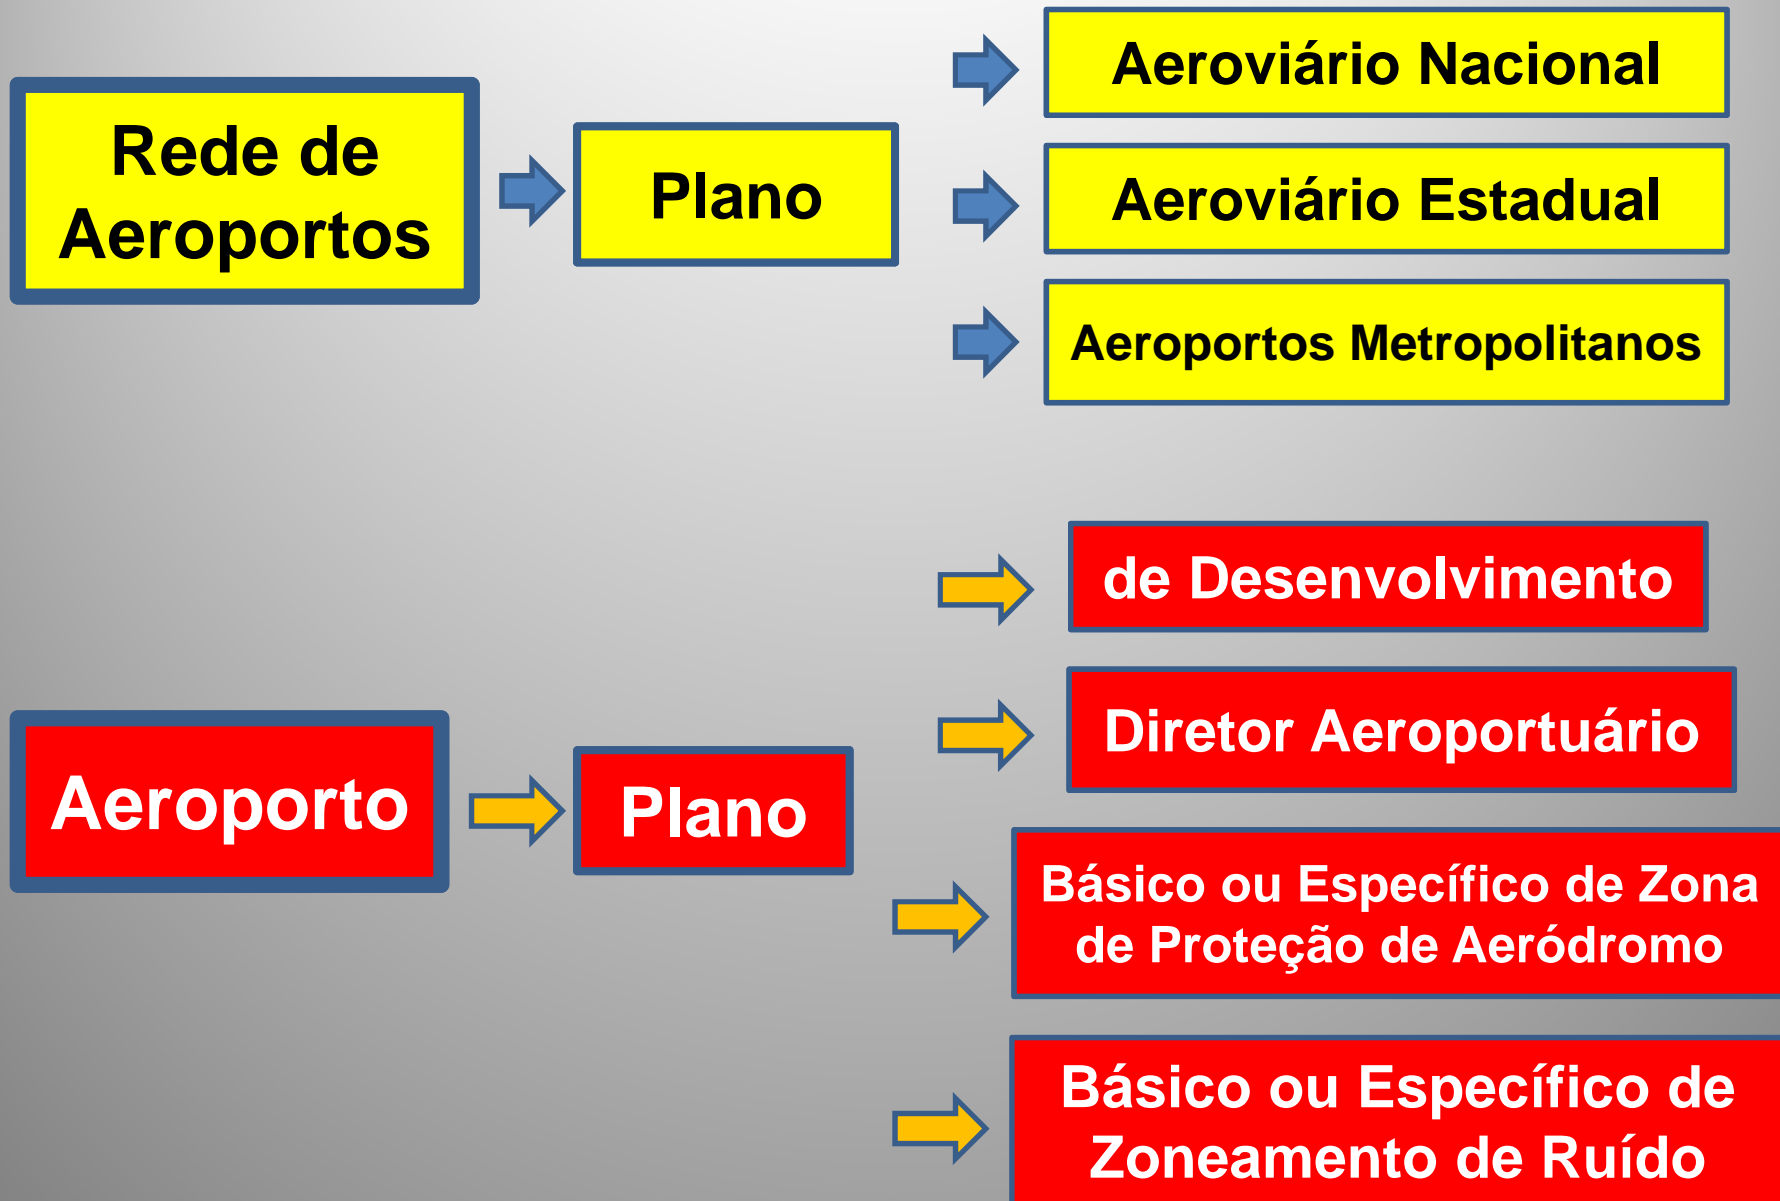 Rede de
Aeroportos
Plano
Aeroviário Nacional
Aeroviário Estadual
Aeroportos Metropolitanos
Aeroporto
Plano
de Desenvolvimento
Diretor Aeroportuário
Básico ou Específico de Zona
de Proteção de Aeródromo
Básico ou Específico de
Zoneamento de Ruído